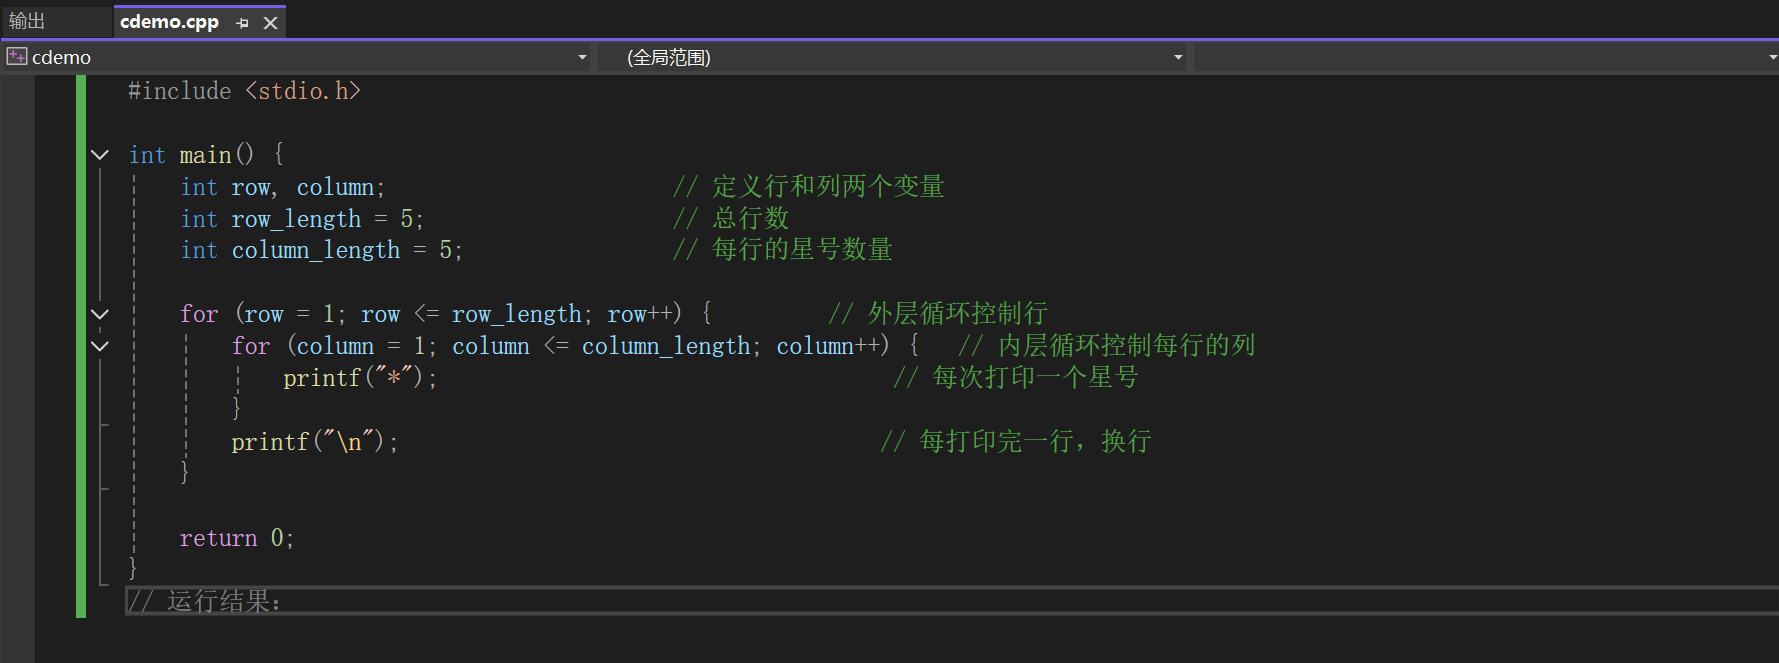 输出 cdemo.cpp
cdemo (全局范围)
#include <stdio.h>
int main() {
int row, column; // 定义行和列两个变量
int row_length = 5; // 总行数
int column_length = 5; // 每行的星号数量
for (row = 1; row <= row_length; row++) { // 外层循环控制行
for (column = 1; column <= column_length; column++) { // 内层循环控制每行的列
printf("*"); // 每次打印一个星号
}
printf("\n"); // 每打印完一行，换行
}
return 0;
}
// 运行结果：